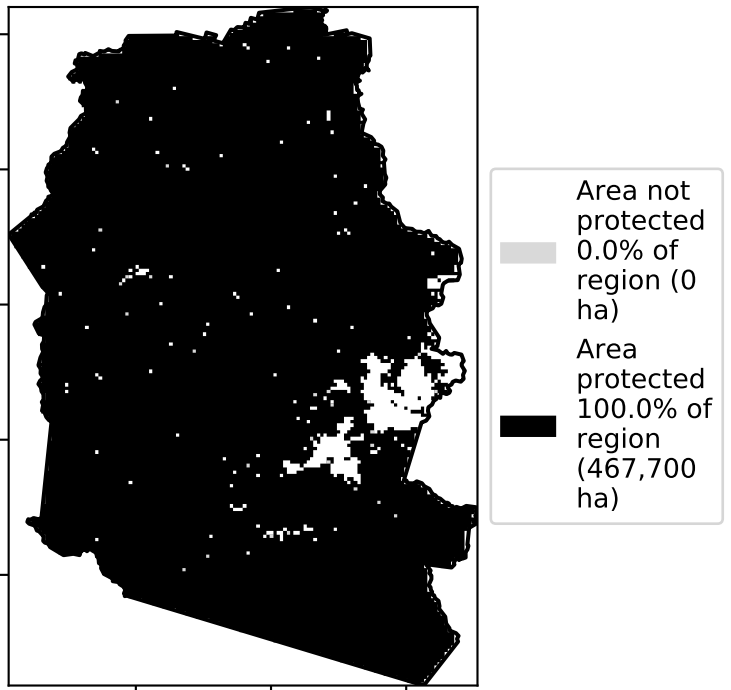 Area not
protected
0.0% of
region (0
ha)
Area
protected
100.0% of
region
(467,700
ha)